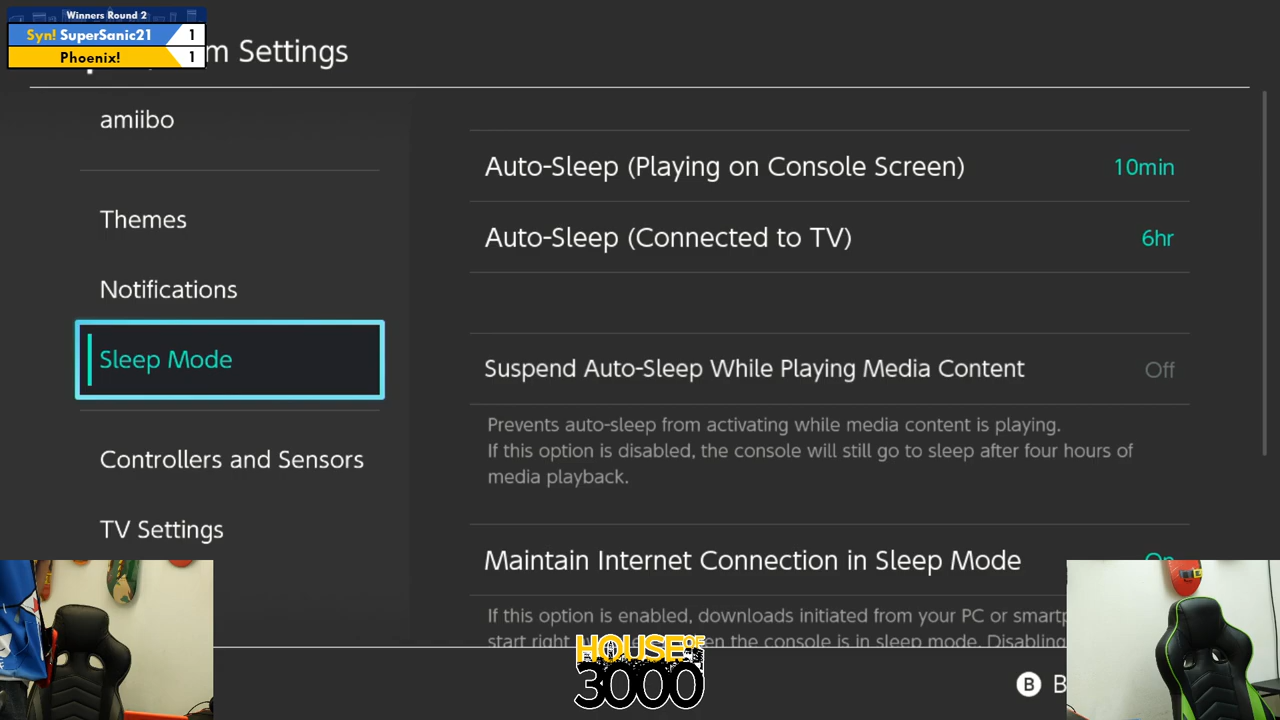 Winners Round 2
Syn! SuperSanic21 1
Phoenix! 1
m Settings
amiibo
Themes
Notifications
Sleep Mode
Controllers and Sensors
TV Settings
Auto-Sleep (Playing on Console Screen) 10min
Auto-Sleep (Connected to TV) 6hr
Suspend Auto-Sleep While Playing Media Content Off
Prevents auto-sleep from activating while media content is playing.
If this option is disabled, the console will still go to sleep after four hours of
media playback.
Maintain Internet Connection in Sleep Mode On
If this option is enabled, downloads initiated from your PC or smartp
start right en the console is in sleep mode. Disabling
HOUSE OF
3000
B B